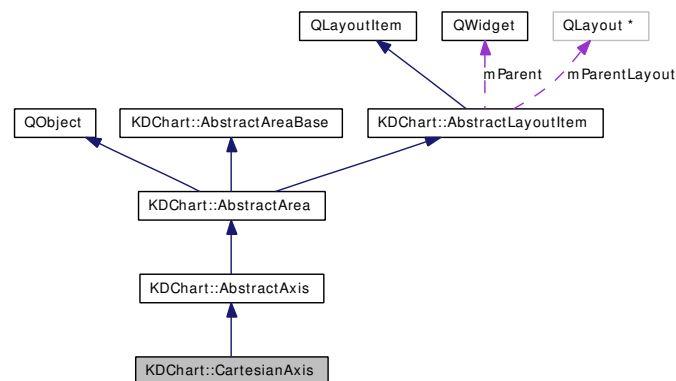 QLayoutItem
QWidget
QLayout *
mParent
mParentLayout
QObject
KDChart::AbstractAreaBase
KDChart::AbstractLayoutItem
KDChart::AbstractArea
KDChart::AbstractAxis
KDChart::CartesianAxis